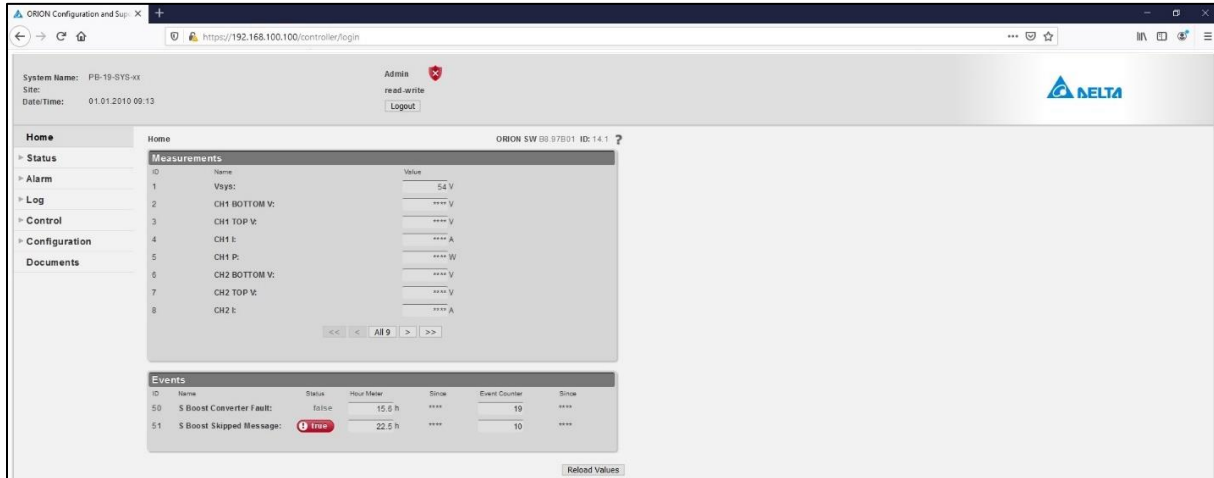 ORION Configuration and Sup
https://192.168.100.100/controller/login
System Name: PB-19-SYS-xx
Site:
Date/Time: 01.01.2010 09:13
Admin
read-write
Logout
DELTA
Home
Status
Alarm
Log
Control
Configuration
Documents
Home ORION SW B8.97B01 ID: 14.1 ?
Measurements
ID Name Value
1 Vsys: 54 V
2 CH1 BOTTOM V: **** V
3 CH1 TOP V: **** V
4 CH1 I: **** A
5 CH1 P: **** W
6 CH2 BOTTOM V: **** V
7 CH2 TOP V: **** V
8 CH2 I: **** A
<< < All 9 > >>
Events
ID Name Status Hour Meter Since Event Counter Since
50 S Boost Converter Fault: false 15.6 h **** 19 ****
51 S Boost Skipped Message: true 22.5 h **** 10 ****
Reload Values